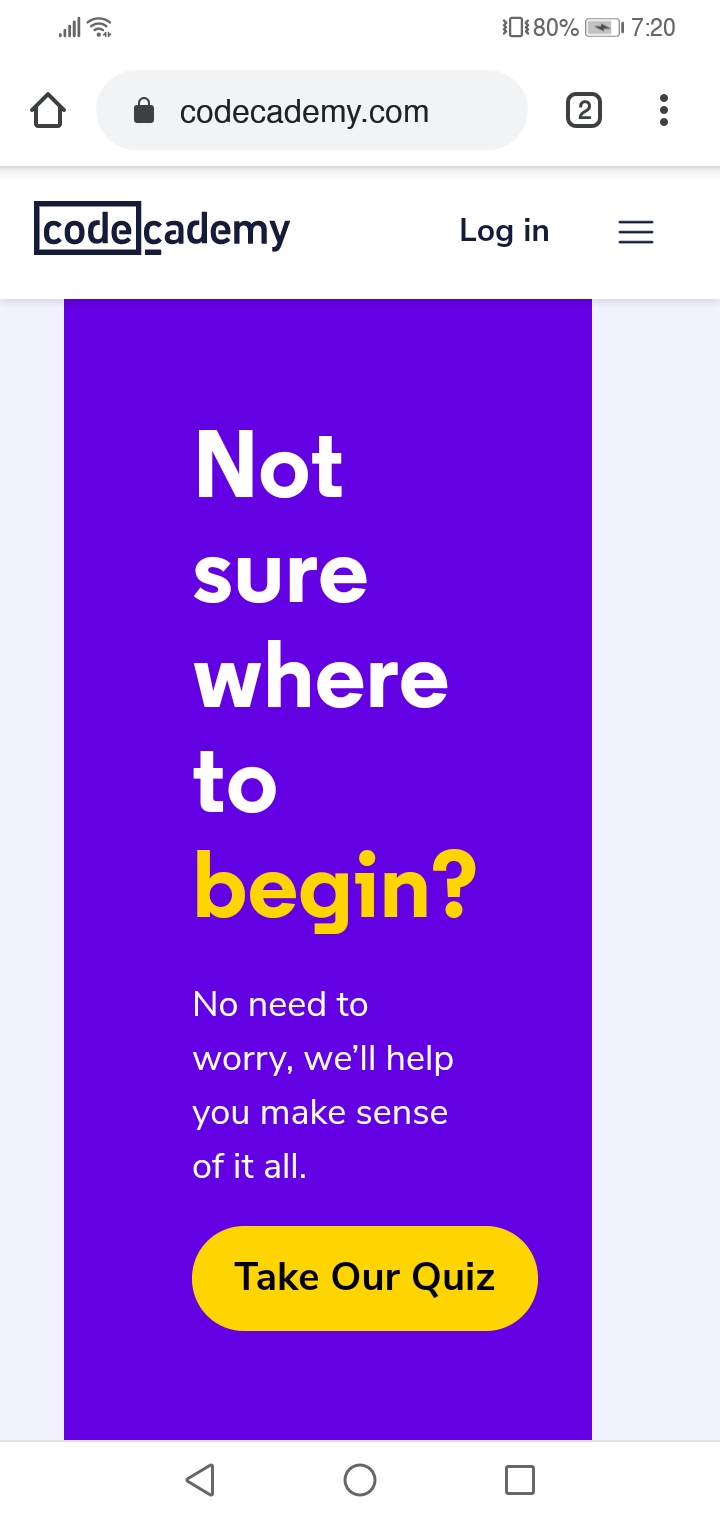 80% 7:20
codecademy.com 2
codecademy Log in
Not
sure
where
to
begin?
No need to
worry, we’ll help
you make sense
of it all.
Take Our Quiz